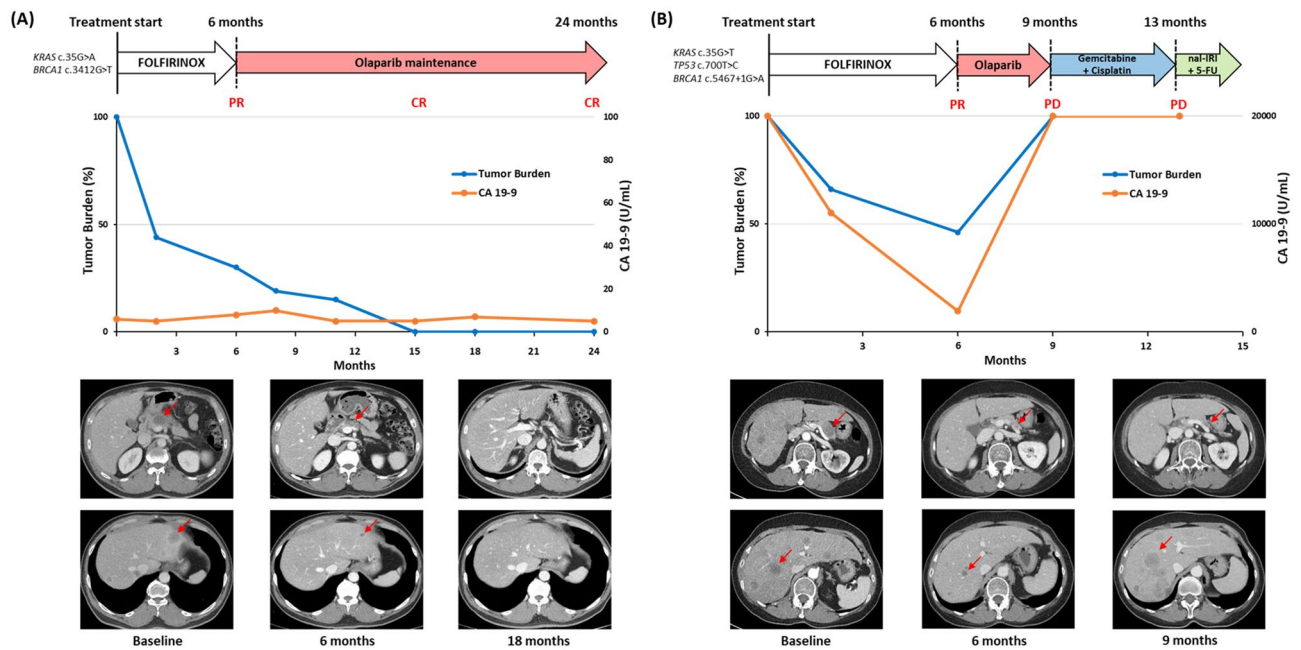 (A)
Treatment start
6 months
24 months
KRAS c.35G>A
BRCA1 c.3412G>T
FOLFIRINOX
Olaparib maintenance
PR
CR
CR
100
50
0
Tumor Burden (%)
100
80
60
40
20
0
CA 19-9 (U/mL)
Tumor Burden
CA 19-9
3
6
9
12
15
18
21
24
Months
Baseline
6 months
18 months
(B)
Treatment start
6 months
9 months
13 months
KRAS c.35G>T
TP53 c.700T>C
BRCA1 c.5467+1G>A
FOLFIRINOX
Olaparib
Gemcitabine
+ Cisplatin
nal-IRI
+ 5-FU
PR
PD
PD
100
50
0
Tumor Burden (%)
20000
10000
0
CA 19-9 (U/mL)
Tumor Burden
CA 19-9
3
6
9
12
15
Months
Baseline
6 months
9 months